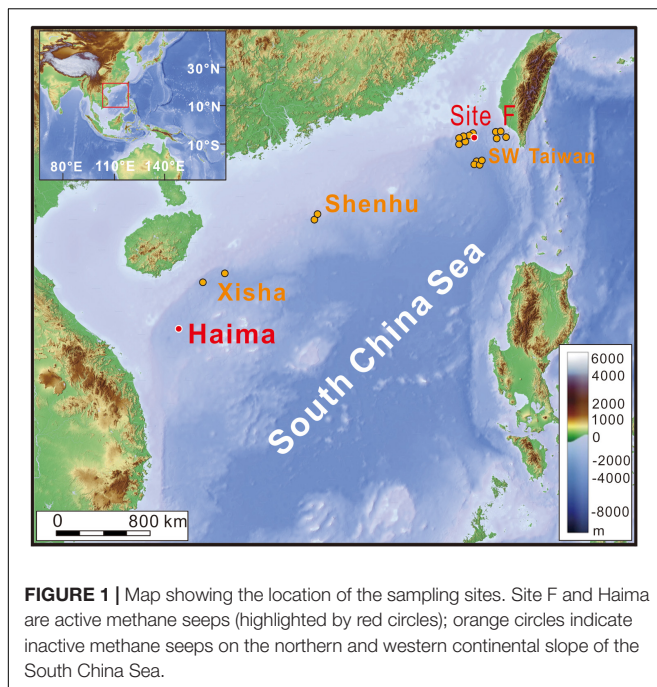 30°N
10°N
10°S
80°E 110°E 140°E
Site F
SW Taiwan
Shenhu
Xisha
Haima
South China Sea
6000
4000
2000
1000
0
-2000
-4000
-8000
m
0 800 km
FIGURE 1 | Map showing the location of the sampling sites. Site F and Haima
are active methane seeps (highlighted by red circles); orange circles indicate
inactive methane seeps on the northern and western continental slope of the
South China Sea.